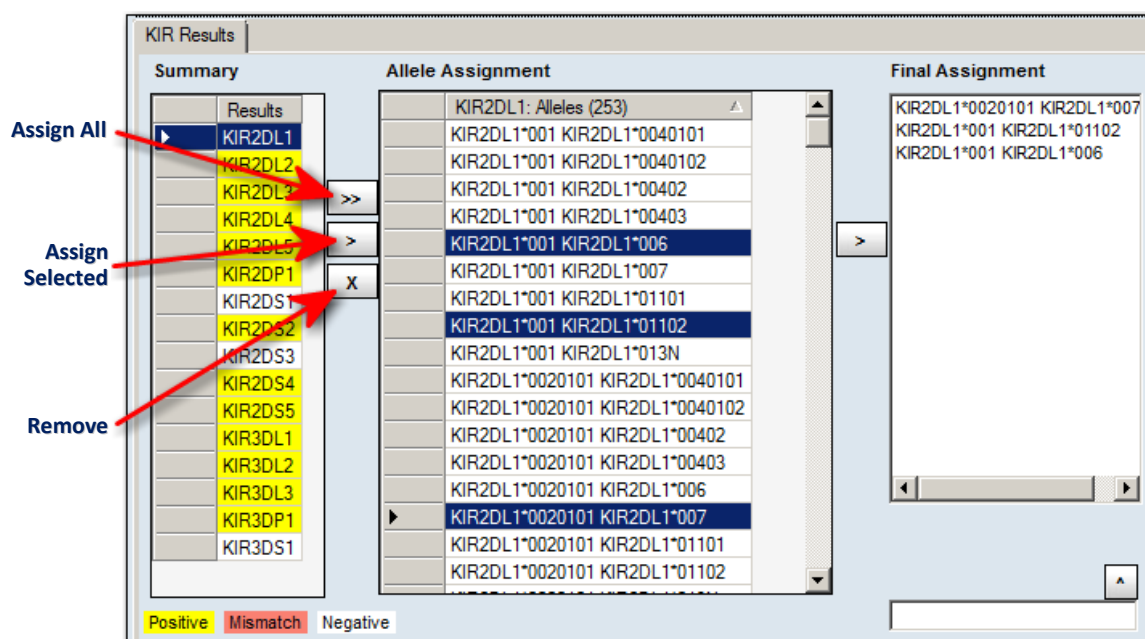 KIR Results
Summary
Allele Assignment
Final Assignment
Assign All
Assign
Selected
Remove
Results
KIR2DL1
KIR2DL2
KIR2DL3
KIR2DL4
KIR2DL5
KIR2DP1
KIR2DS1
KIR2DS2
KIR2DS3
KIR2DS4
KIR2DS5
KIR3DL1
KIR3DL2
KIR3DL3
KIR3DP1
KIR3DS1
>>
>
X
KIR2DL1: Alleles (253)
KIR2DL1*001 KIR2DL1*0040101
KIR2DL1*001 KIR2DL1*0040102
KIR2DL1*001 KIR2DL1*00402
KIR2DL1*001 KIR2DL1*00403
KIR2DL1*001 KIR2DL1*006
KIR2DL1*001 KIR2DL1*007
KIR2DL1*001 KIR2DL1*01101
KIR2DL1*001 KIR2DL1*01102
KIR2DL1*001 KIR2DL1*013N
KIR2DL1*0020101 KIR2DL1*0040101
KIR2DL1*0020101 KIR2DL1*0040102
KIR2DL1*0020101 KIR2DL1*00402
KIR2DL1*0020101 KIR2DL1*00403
KIR2DL1*0020101 KIR2DL1*006
KIR2DL1*0020101 KIR2DL1*007
KIR2DL1*0020101 KIR2DL1*01101
KIR2DL1*0020101 KIR2DL1*01102
>
KIR2DL1*0020101 KIR2DL1*007
KIR2DL1*001 KIR2DL1*01102
KIR2DL1*001 KIR2DL1*006
^
Positive Mismatch Negative